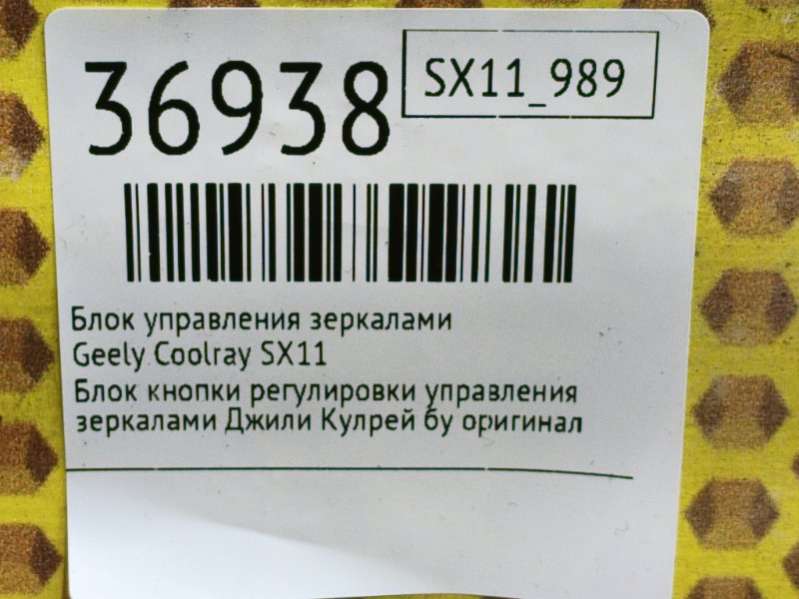 36938
SX11_989
Блок управления зеркалами
Geely Coolray SX11
Блок кнопки регулировки управления
зеркалами Джили Кулрей бу оригинал